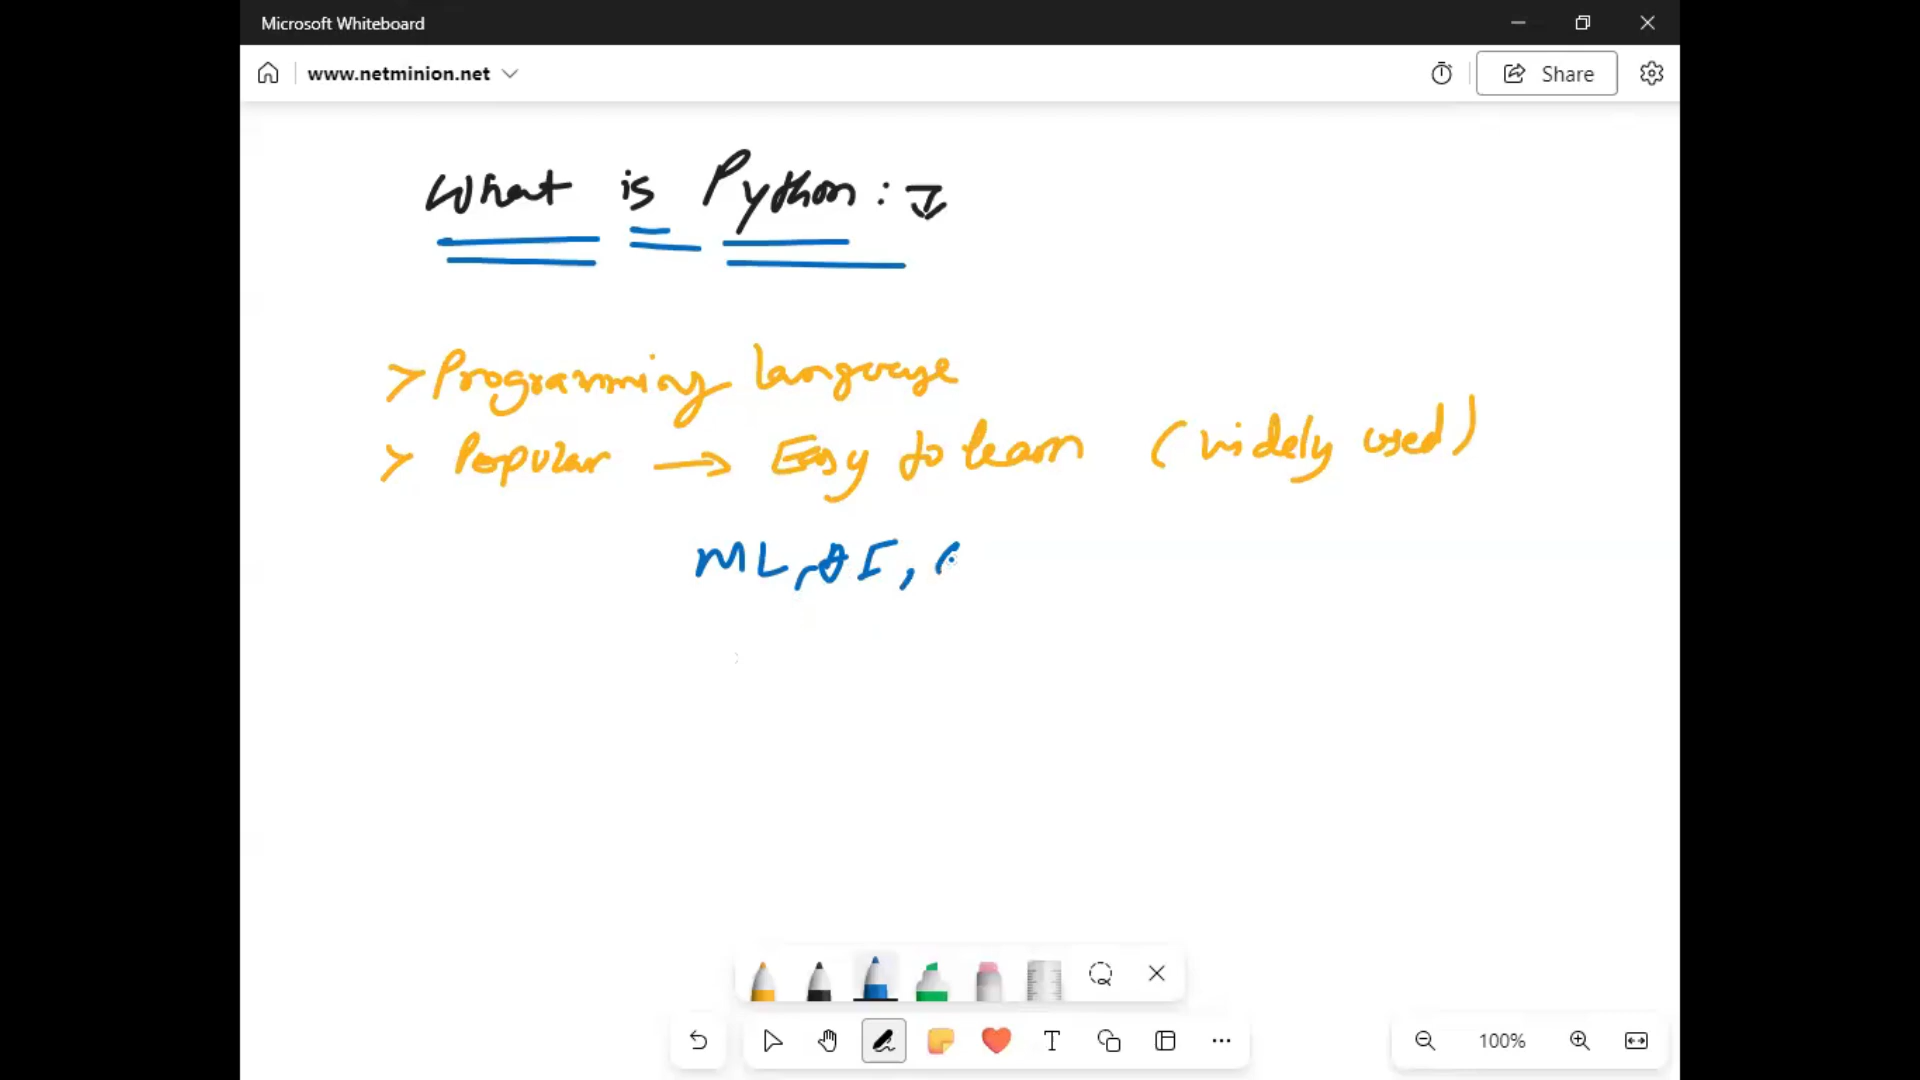 Microsoft Whiteboard
www.netminion.net
Share
What is Python :
> Programming language
> Popular → Easy to learn (widely used)
ML, AI, (
100%